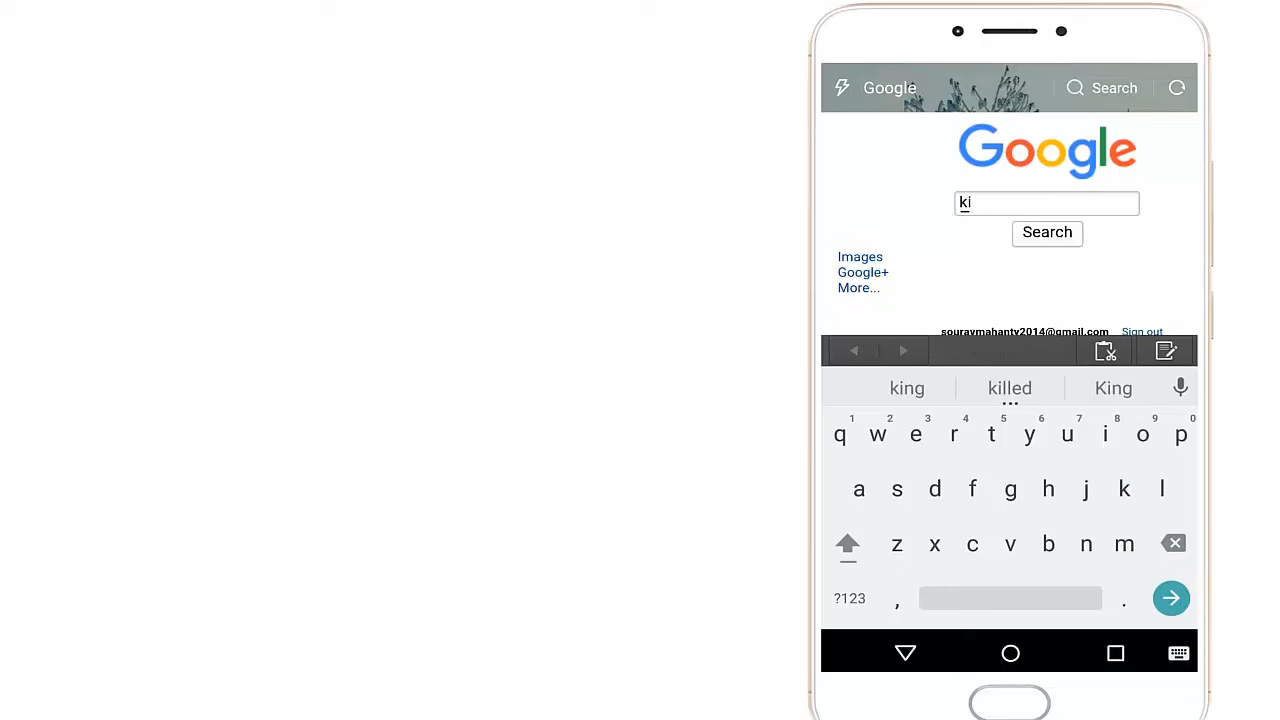 Google Search
Google
ki
Search
Images
Google+
More...
souravmahanty2014@gmail.com Sign out
king killed King
1 2 3 4 5 6 7 8 9 0
q w e r t y u i o p
a s d f g h j k l
z x c v b n m
?123 , .